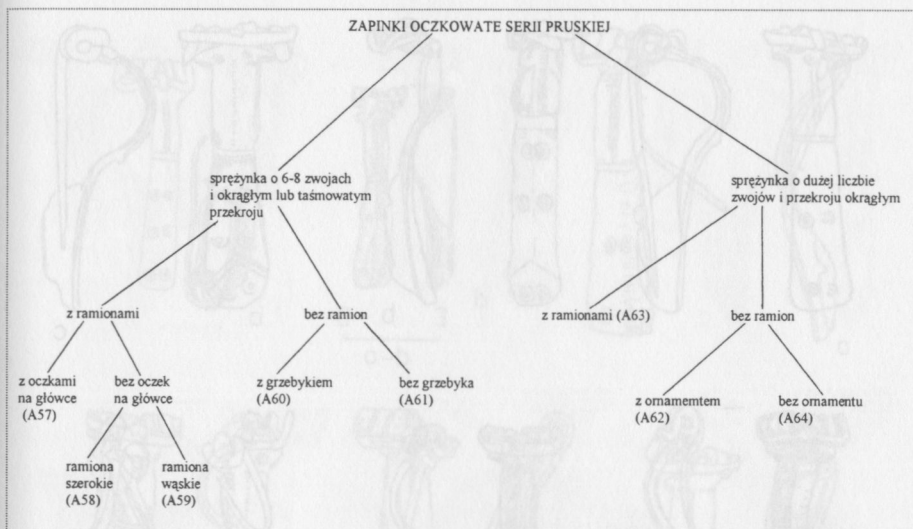 ZAPINKI OCZKOWATE SERII PRUSKIEJ
sprężynka o 6-8 zwojach
i okrągłym lub taśmowatym
przekroju
sprężynka o dużej liczbie
zwojów i przekroju okrągłym
z ramionami
bez ramion
z ramionami (A63)
bez ramion
z oczkami
na główce
(A57)
bez oczek
na główce
z grzebykiem
(A60)
bez grzebyka
(A61)
z ornamemtem
(A62)
bez ornamentu
(A64)
ramiona
szerokie
(A58)
ramiona
wąskie
(A59)